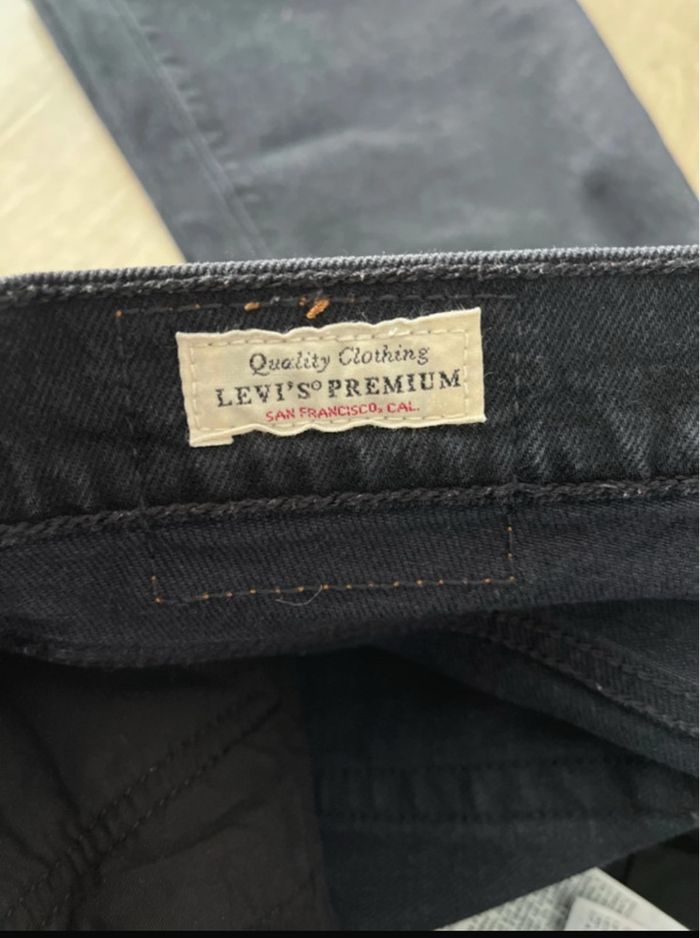 Quality Clothing
LEVI'S® PREMIUM
SAN FRANCISCO, CAL.